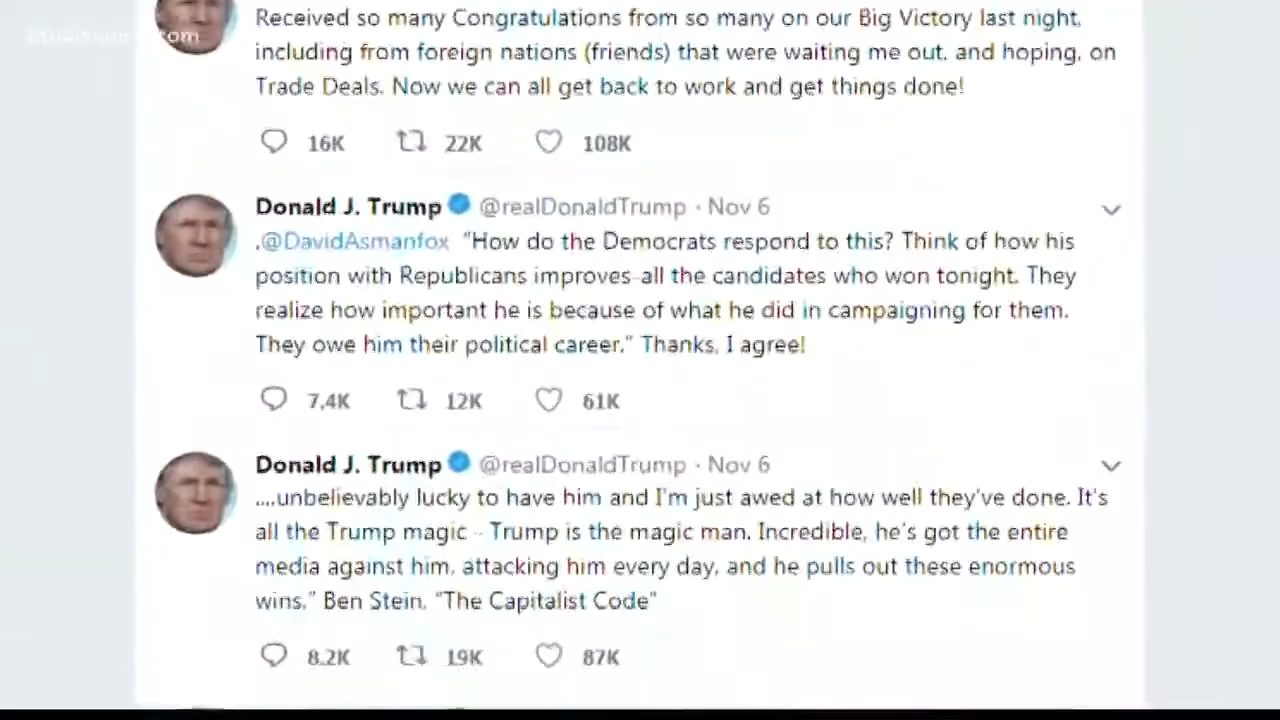 Received so many Congratulations from so many on our Big Victory last night,
including from foreign nations (friends) that were waiting me out, and hoping, on
Trade Deals. Now we can all get back to work and get things done!
16K 22K 108K
Donald J. Trump @realDonaldTrump · Nov 6
.@DavidAsmanfox "How do the Democrats respond to this? Think of how his
position with Republicans improves-all the candidates who won tonight. They
realize how important he is because of what he did in campaigning for them.
They owe him their political career." Thanks, I agree!
7.4K 12K 61K
Donald J. Trump @realDonaldTrump · Nov 6
....unbelievably lucky to have him and I'm just awed at how well they've done. It's
all the Trump magic - Trump is the magic man. Incredible, he's got the entire
media against him, attacking him every day, and he pulls out these enormous
wins." Ben Stein, "The Capitalist Code"
8.2K 19K 87K